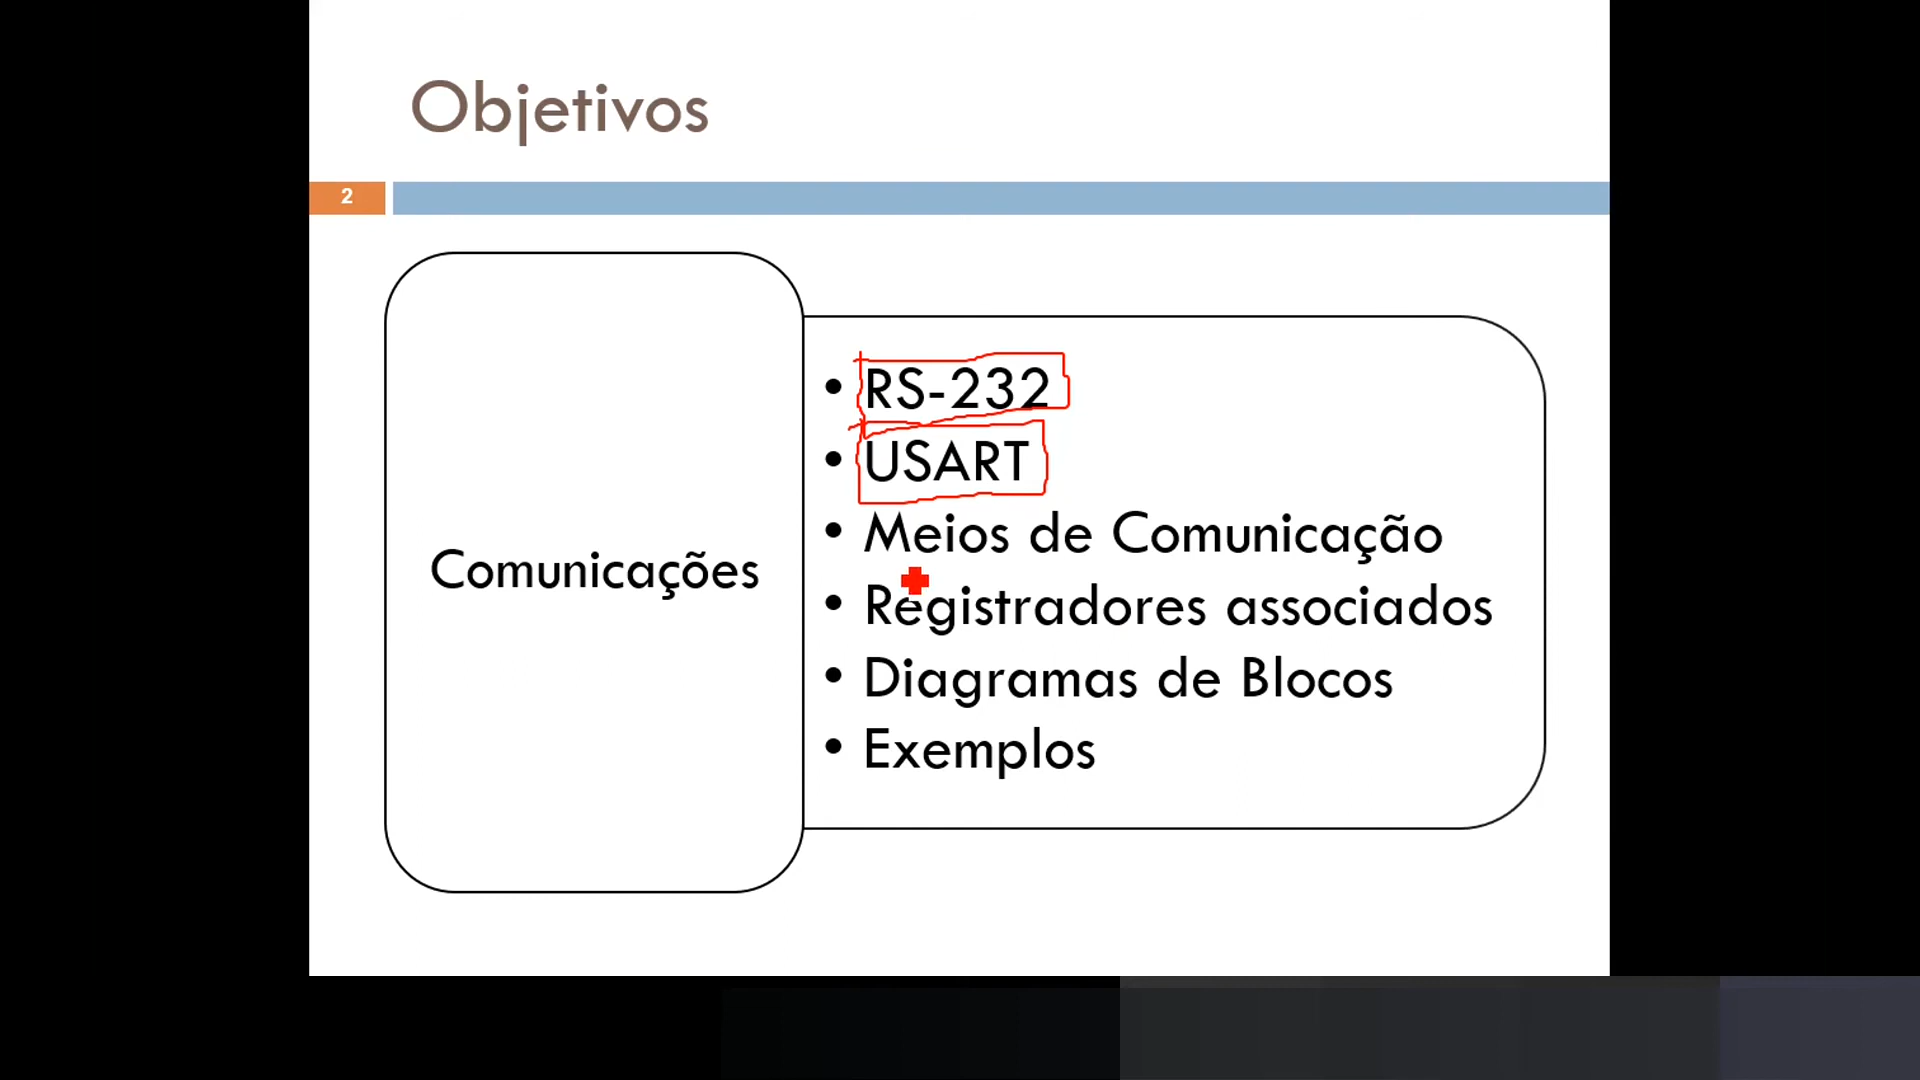 Objetivos
2
Comunicações
• RS-232
• USART
• Meios de Comunicação
• Registradores associados
• Diagramas de Blocos
• Exemplos